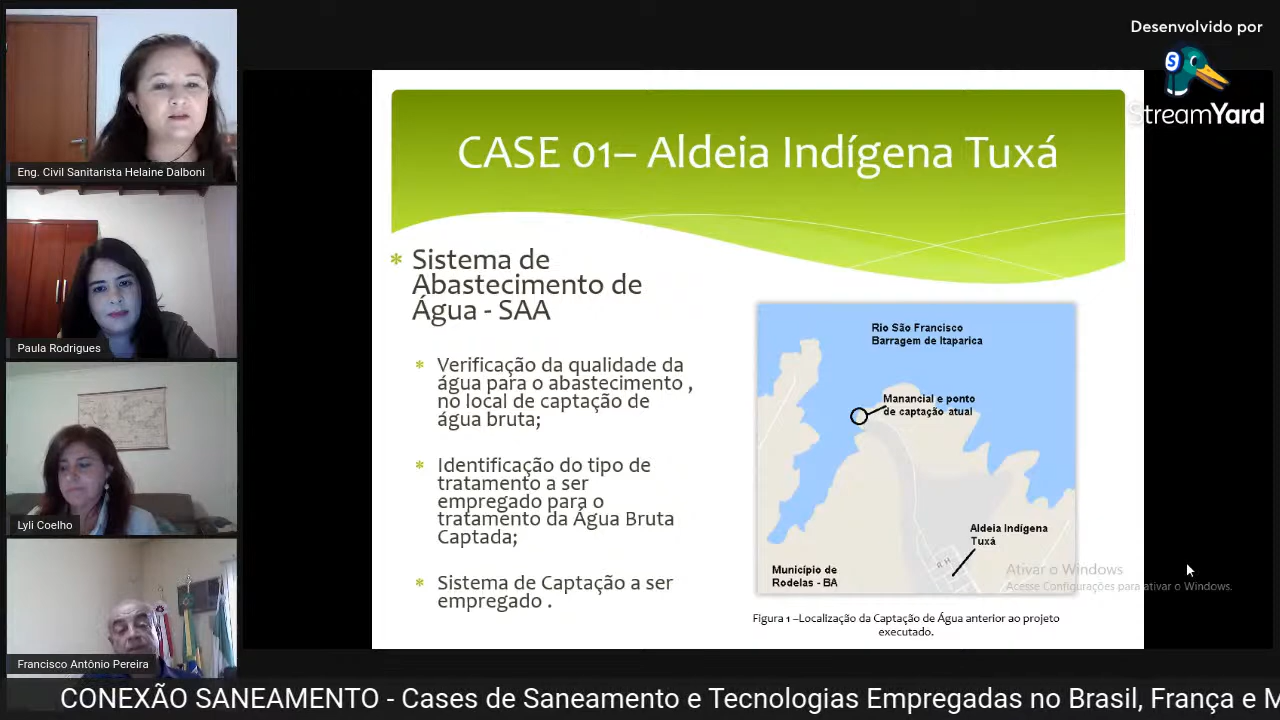 Desenvolvido por
StreamYard
Eng. Civil Sanitarista Helaine Dalboni
Paula Rodrigues
Lyli Coelho
Francisco Antônio Pereira
CASE 01– Aldeia Indígena Tuxá
* Sistema de
Abastecimento de
Água - SAA
* Verificação da qualidade da
água para o abastecimento ,
no local de captação de
água bruta;
* Identificação do tipo de
tratamento a ser
empregado para o
tratamento da Água Bruta
Captada;
* Sistema de Captação a ser
empregado .
Rio São Francisco
Barragem de Itaparica
Manancial e ponto
de captação atual
Aldeia Indígena
Tuxá
R H
Município de
Rodelas - BA
Ativar o Windows
Acesse Configurações para ativar o Windows.
Figura 1 –Localização da Captação de Água anterior ao projeto
executado.
CONEXÃO SANEAMENTO - Cases de Saneamento e Tecnologias Empregadas no Brasil, França e M